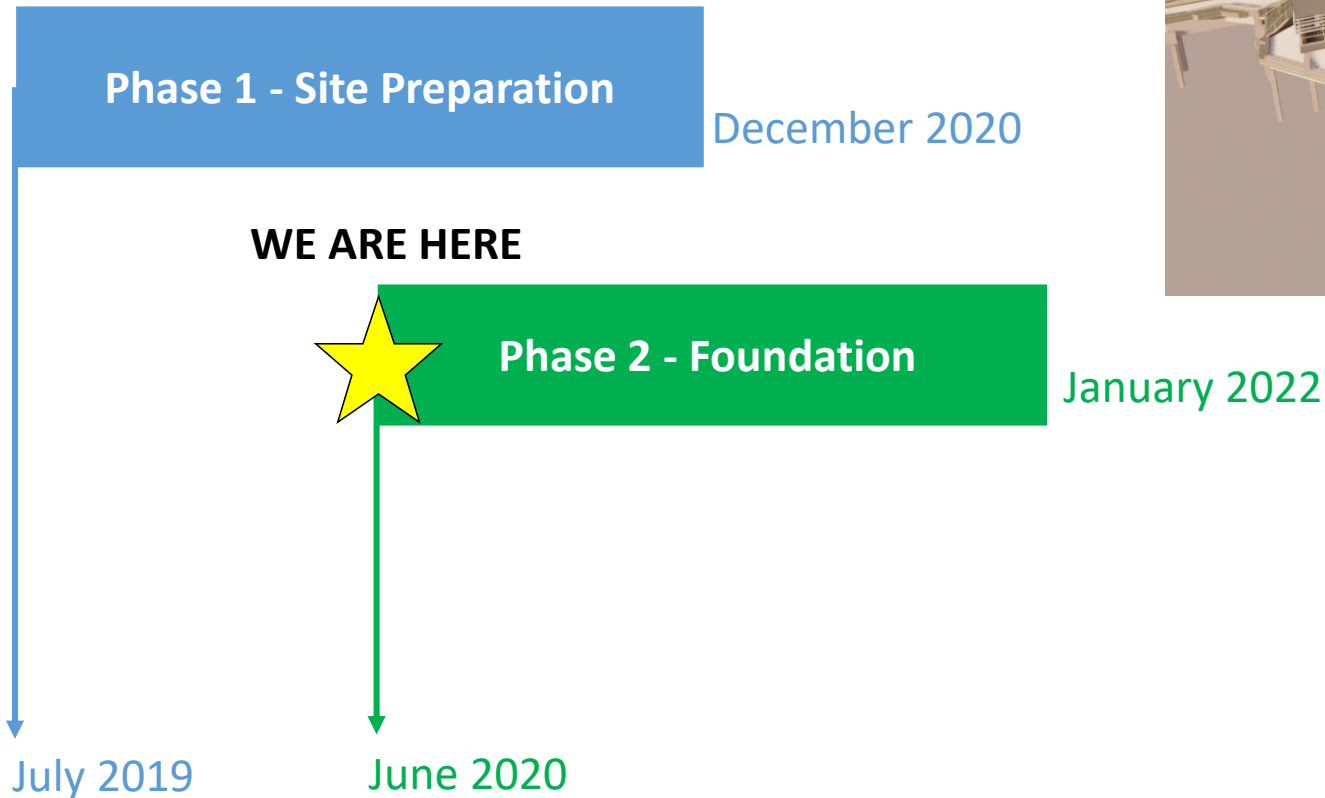 Phase 1 - Site Preparation
December 2020
WE ARE HERE
Phase 2 - Foundation
January 2022
July 2019
June 2020